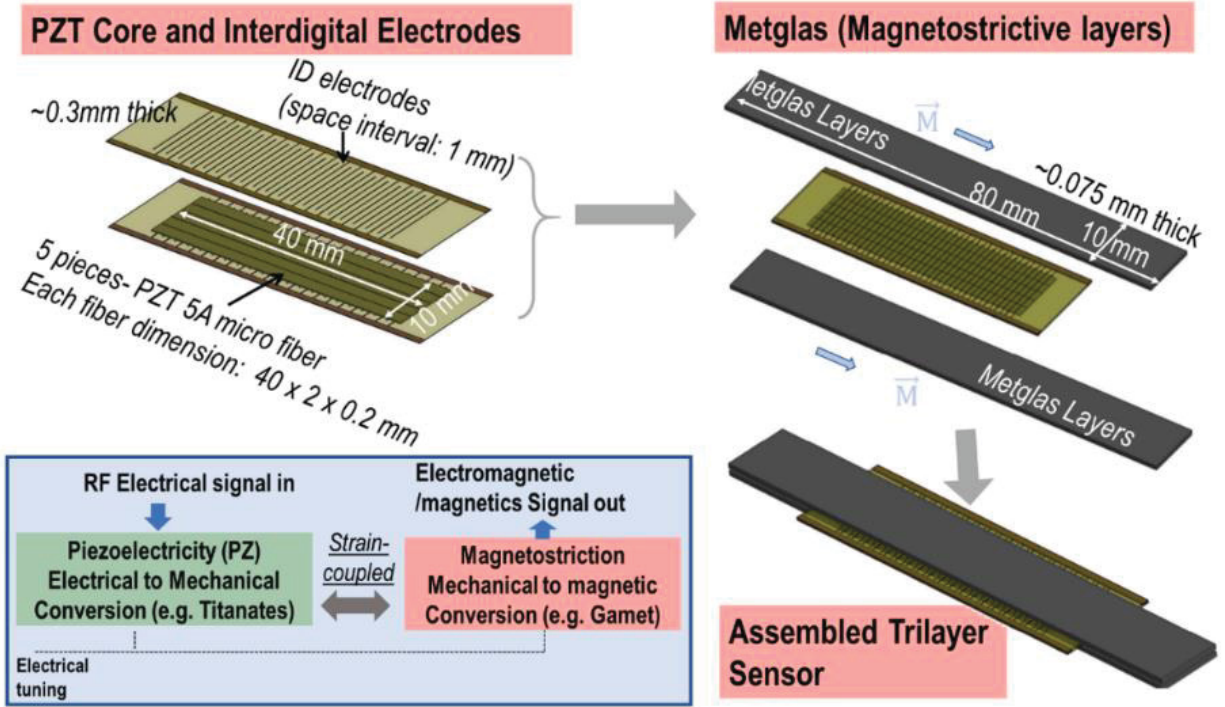 PZT Core and Interdigital Electrodes
ID electrodes
(space interval: 1 mm)
~0.3mm thick
40 mm
10 mm
5 pieces- PZT 5A micro fiber
Each fiber dimension: 40 x 2 x 0.2 mm
Metglas (Magnetostrictive layers)
Metglas Layers
M
~0.075 mm thick
80 mm
10 mm
M
Metglas Layers
Assembled Trilayer
Sensor
RF Electrical signal in
Electromagnetic
/magnetics Signal out
Piezoelectricity (PZ)
Electrical to Mechanical
Conversion (e.g. Titanates)
Strain-
coupled
Magnetostriction
Mechanical to magnetic
Conversion (e.g. Gamet)
Electrical
tuning